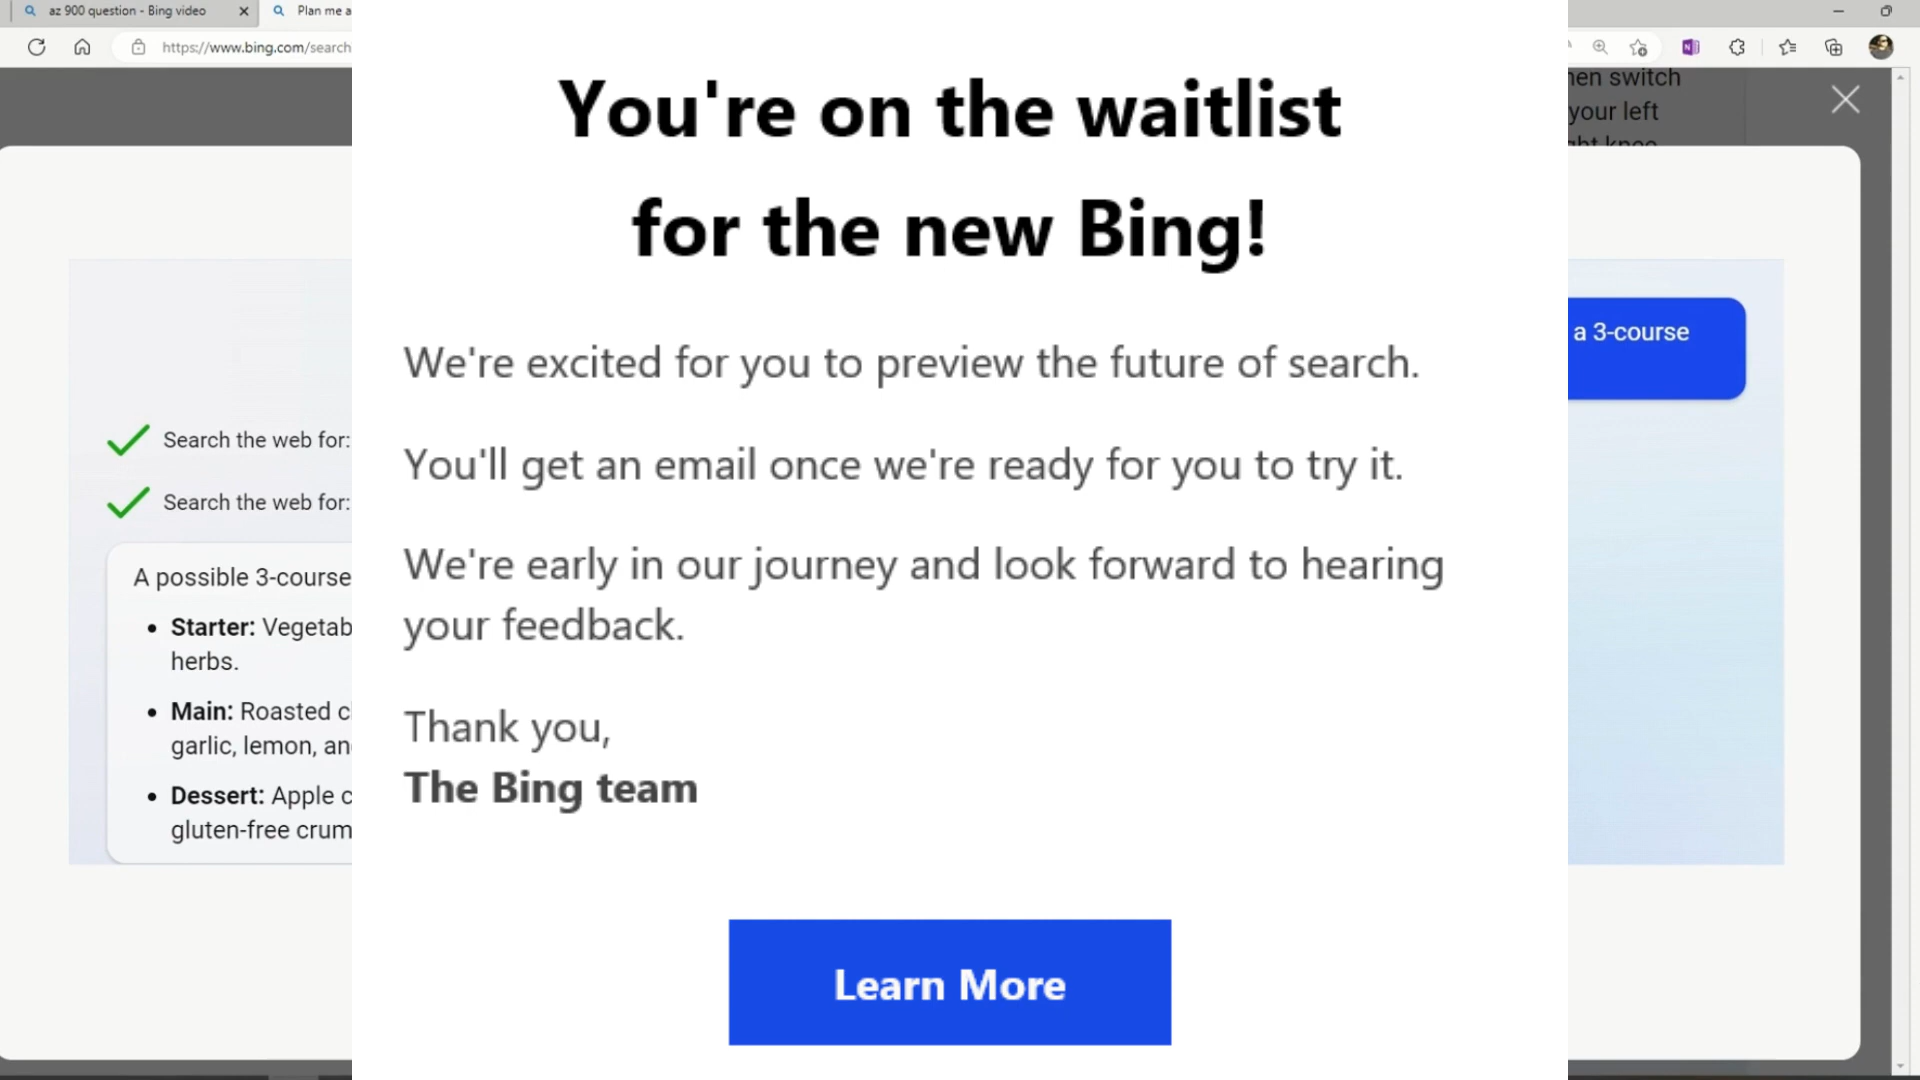 az 900 question - Bing video
Plan me a
https://www.bing.com/search
You're on the waitlist
for the new Bing!
We're excited for you to preview the future of search.
You'll get an email once we're ready for you to try it.
We're early in our journey and look forward to hearing
your feedback.
Thank you,
The Bing team
Learn More
Search the web for:
Search the web for:
A possible 3-course
Starter: Vegetab
herbs.
Main: Roasted
garlic, lemon,
Dessert: Apple
gluten-free crum
switch
your left
knee
a 3-course